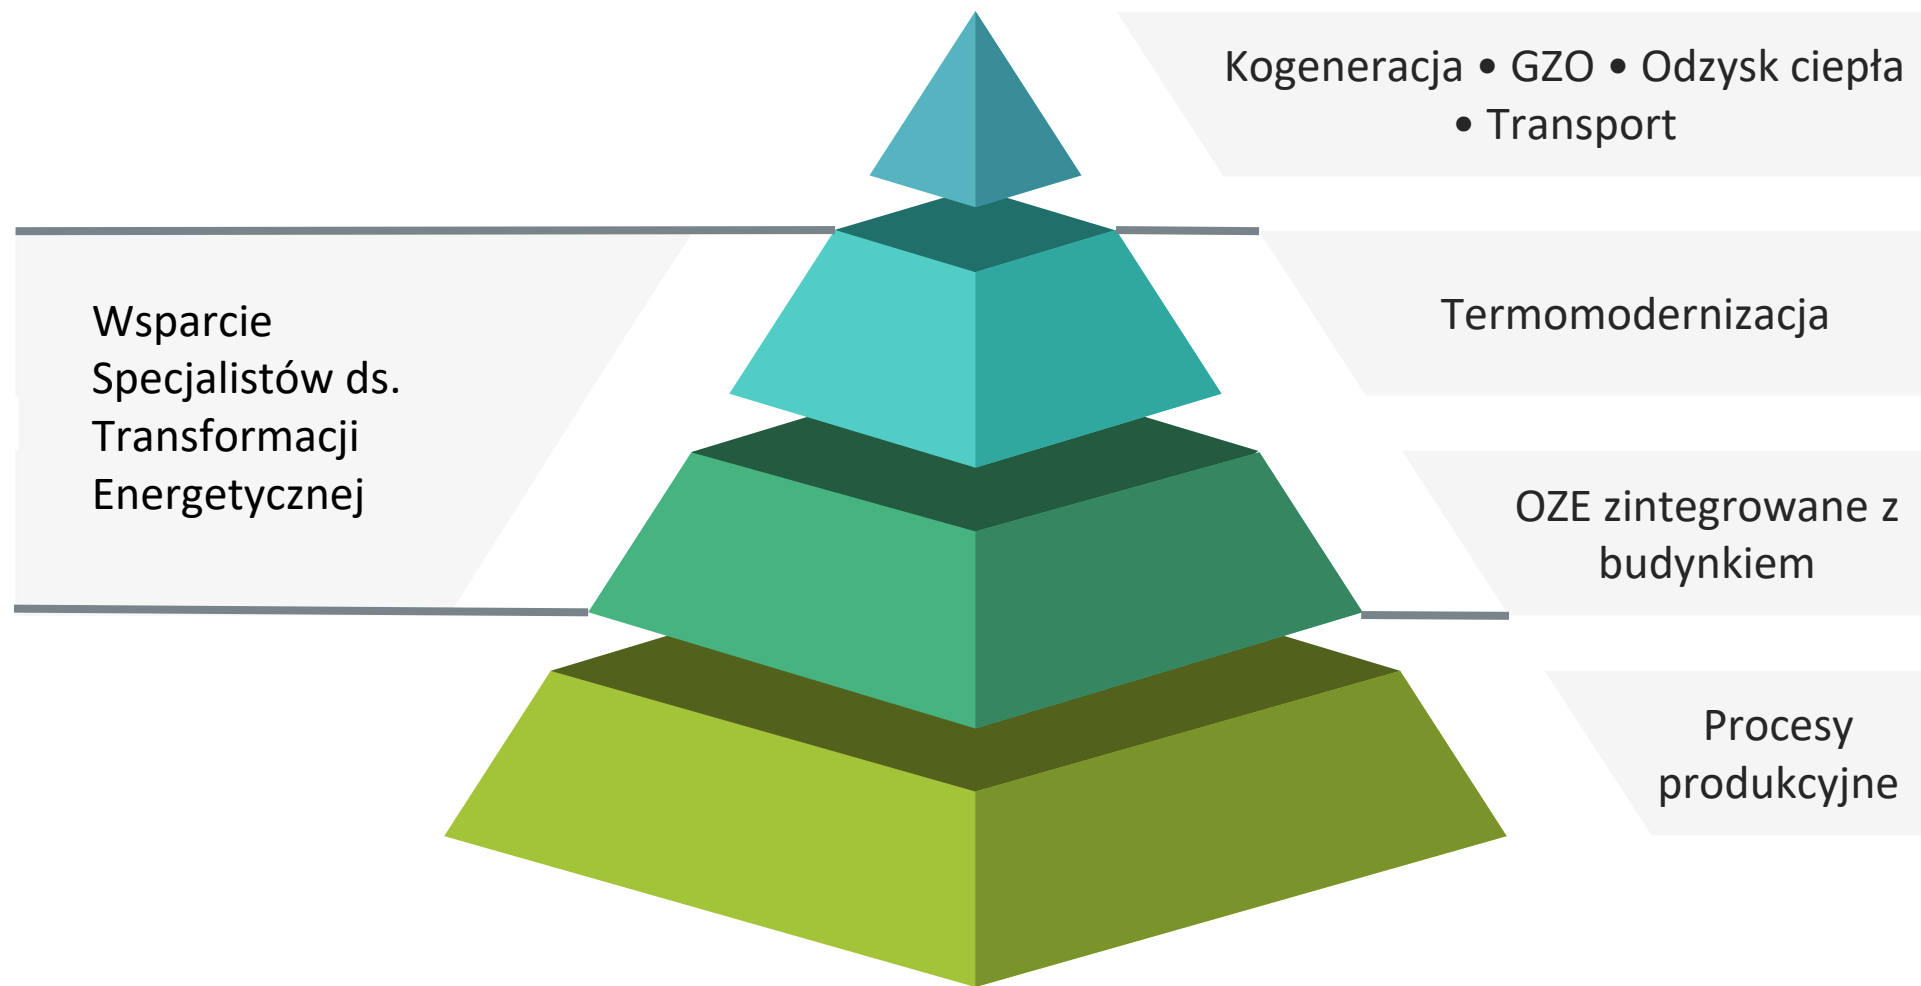 Kogeneracja • GZO • Odzysk ciepła
• Transport
Wsparcie
Specjalistów ds.
Transformacji
Energetycznej
Termomodernizacja
OZE zintegrowane z
budynkiem
Procesy
produkcyjne